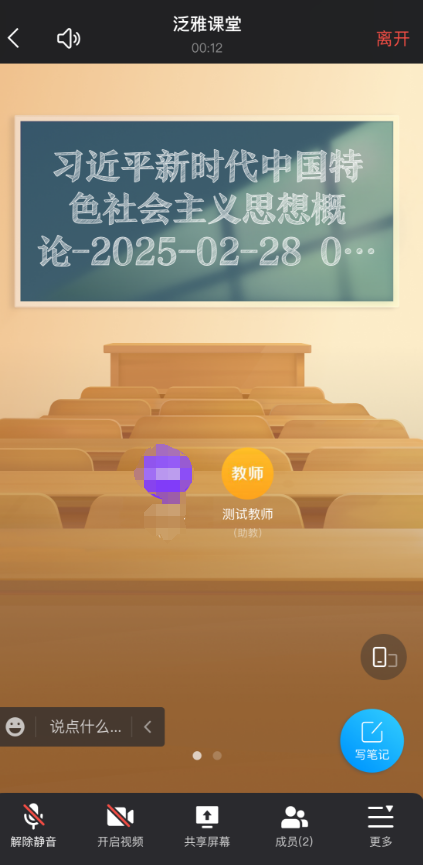 泛雅课堂
00:12
离开
习近平新时代中国特
色社会主义思想概
论-2025-02-28 0…
教师
测试教师
(助教)
说点什么...
写笔记
解除静音
开启视频
共享屏幕
成员(2)
更多